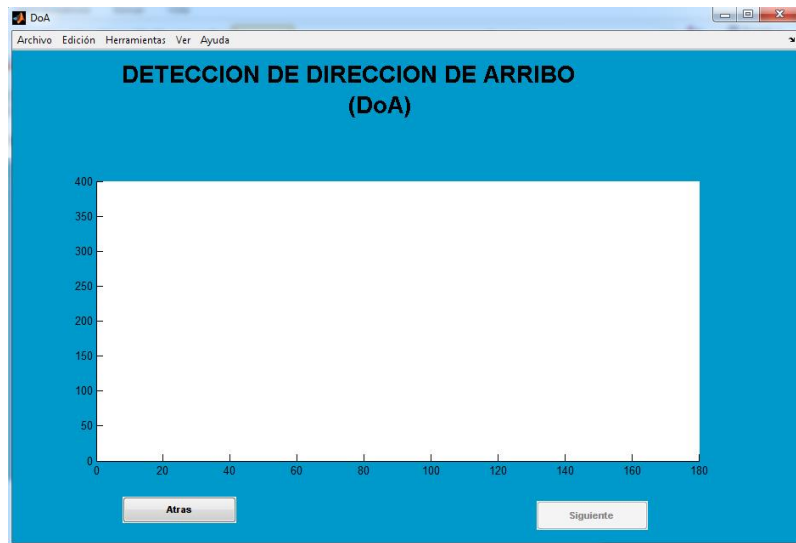 DoA
Archivo Edición Herramientas Ver Ayuda
DETECCION DE DIRECCION DE ARRIBO
(DoA)
400
350
300
250
200
150
100
50
0
0 20 40 60 80 100 120 140 160 180
Atras Siguiente